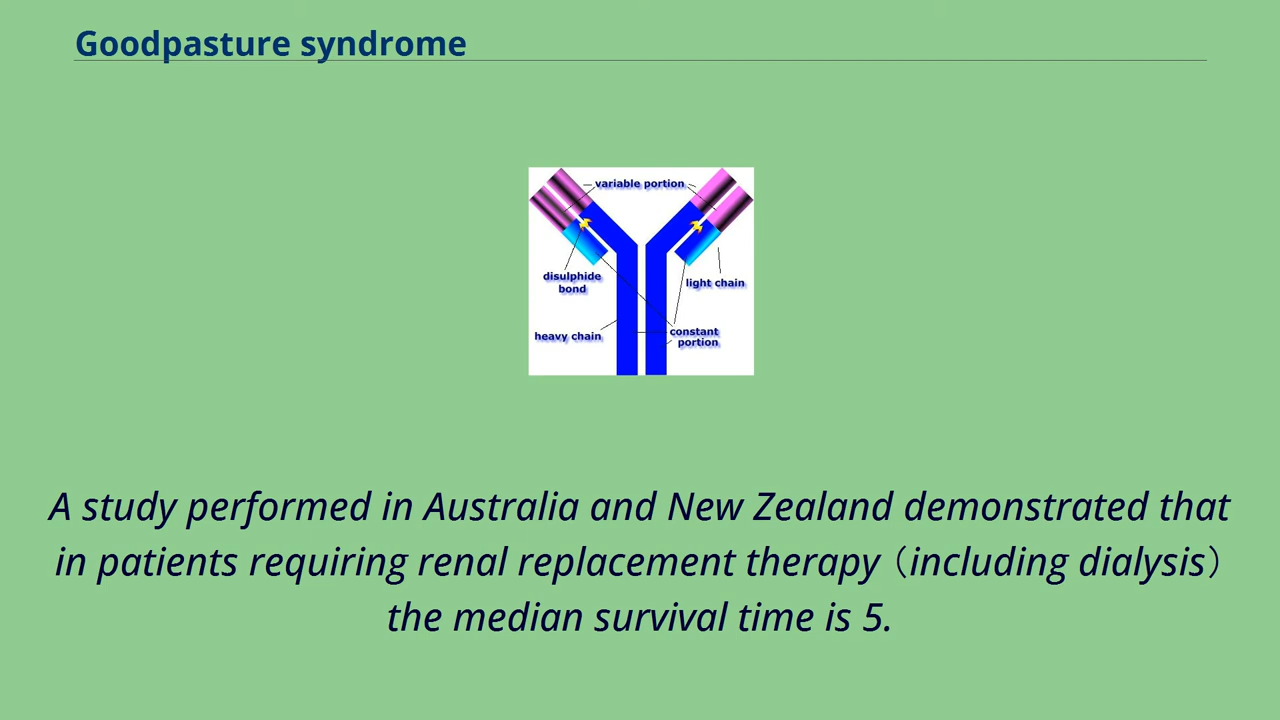 Goodpasture syndrome
variable portion
disulphide
bond
light chain
heavy chain
constant
portion
A study performed in Australia and New Zealand demonstrated that
in patients requiring renal replacement therapy（including dialysis）
the median survival time is 5.